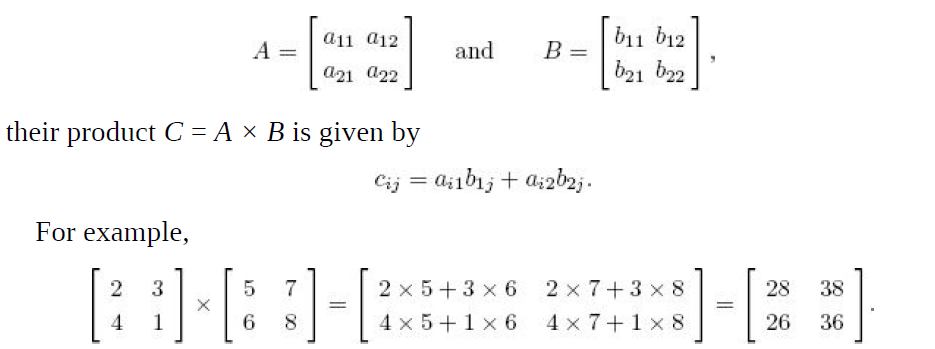 A = [ a11 a12 and B = [ b11 b12 ,
a21 a22 ] b21 b22 ]
their product C = A × B is given by
cij = ai1b1j + ai2b2j.
For example,
[ 2 3 ] × [ 5 7 ] = [ 2 × 5 + 3 × 6 2 × 7 + 3 × 8 ] = [ 28 38 ] .
[ 4 1 ] [ 6 8 ] [ 4 × 5 + 1 × 6 4 × 7 + 1 × 8 ] [ 26 36 ]